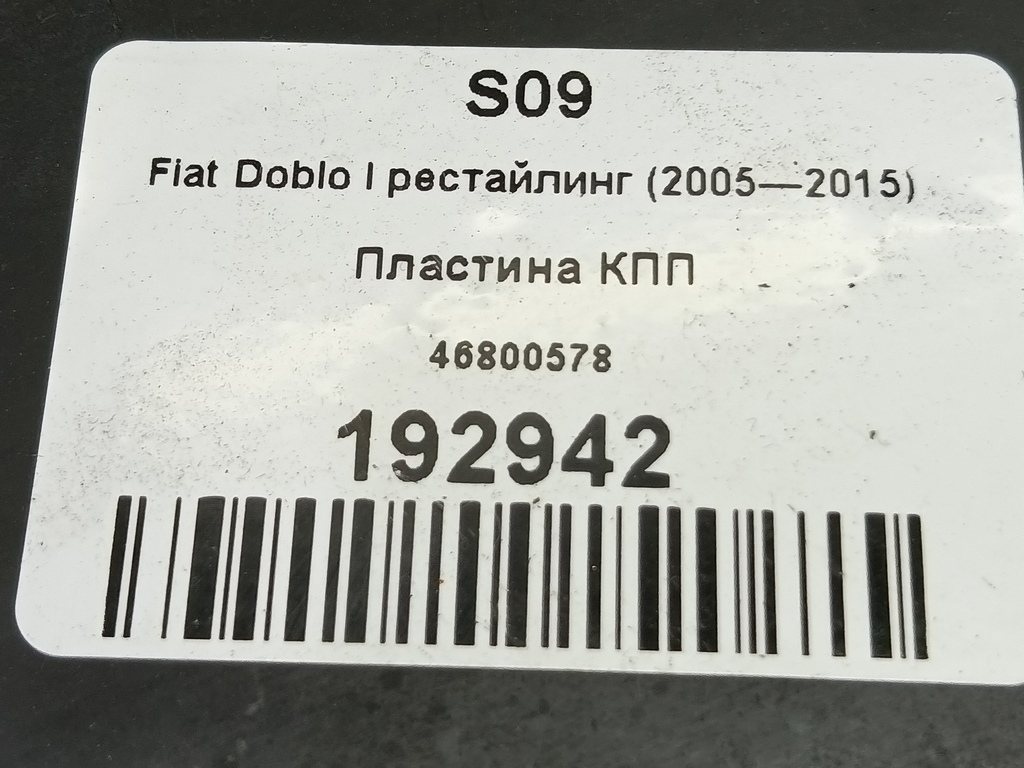 S09
Fiat Doblo I рестайлинг (2005—2015)
Пластина КПП
46800578
192942